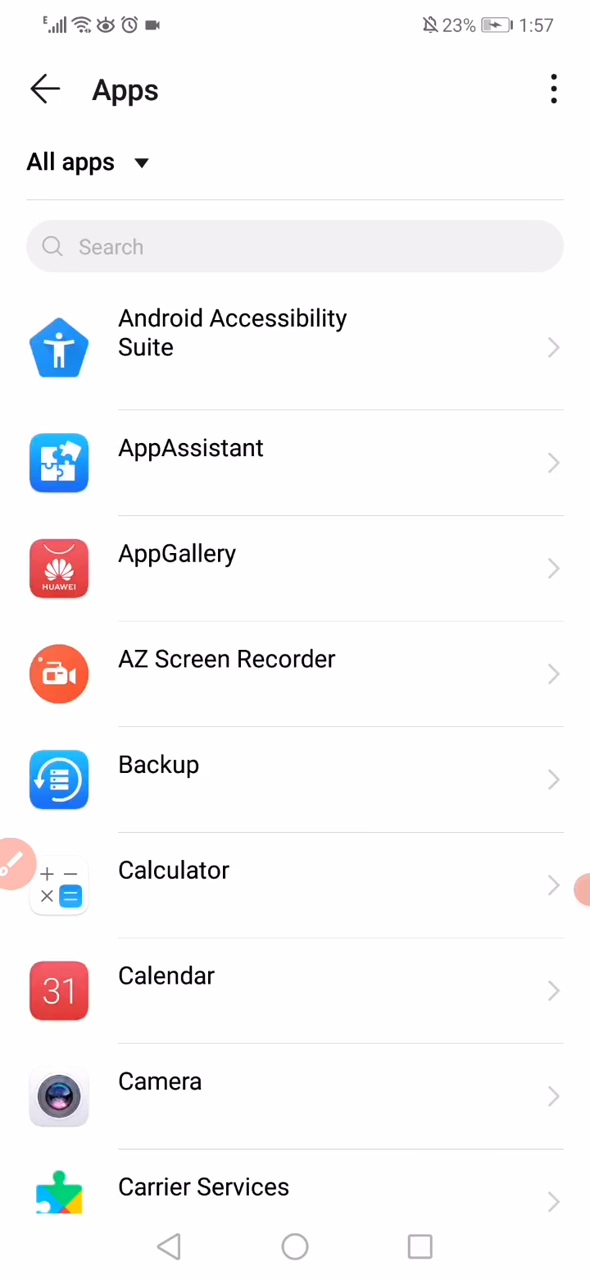 E 23% 1:57
Apps
All apps
Search
Android Accessibility
Suite
AppAssistant
AppGallery
HUAWEI
AZ Screen Recorder
Backup
Calculator
Calendar
31
Camera
Carrier Services